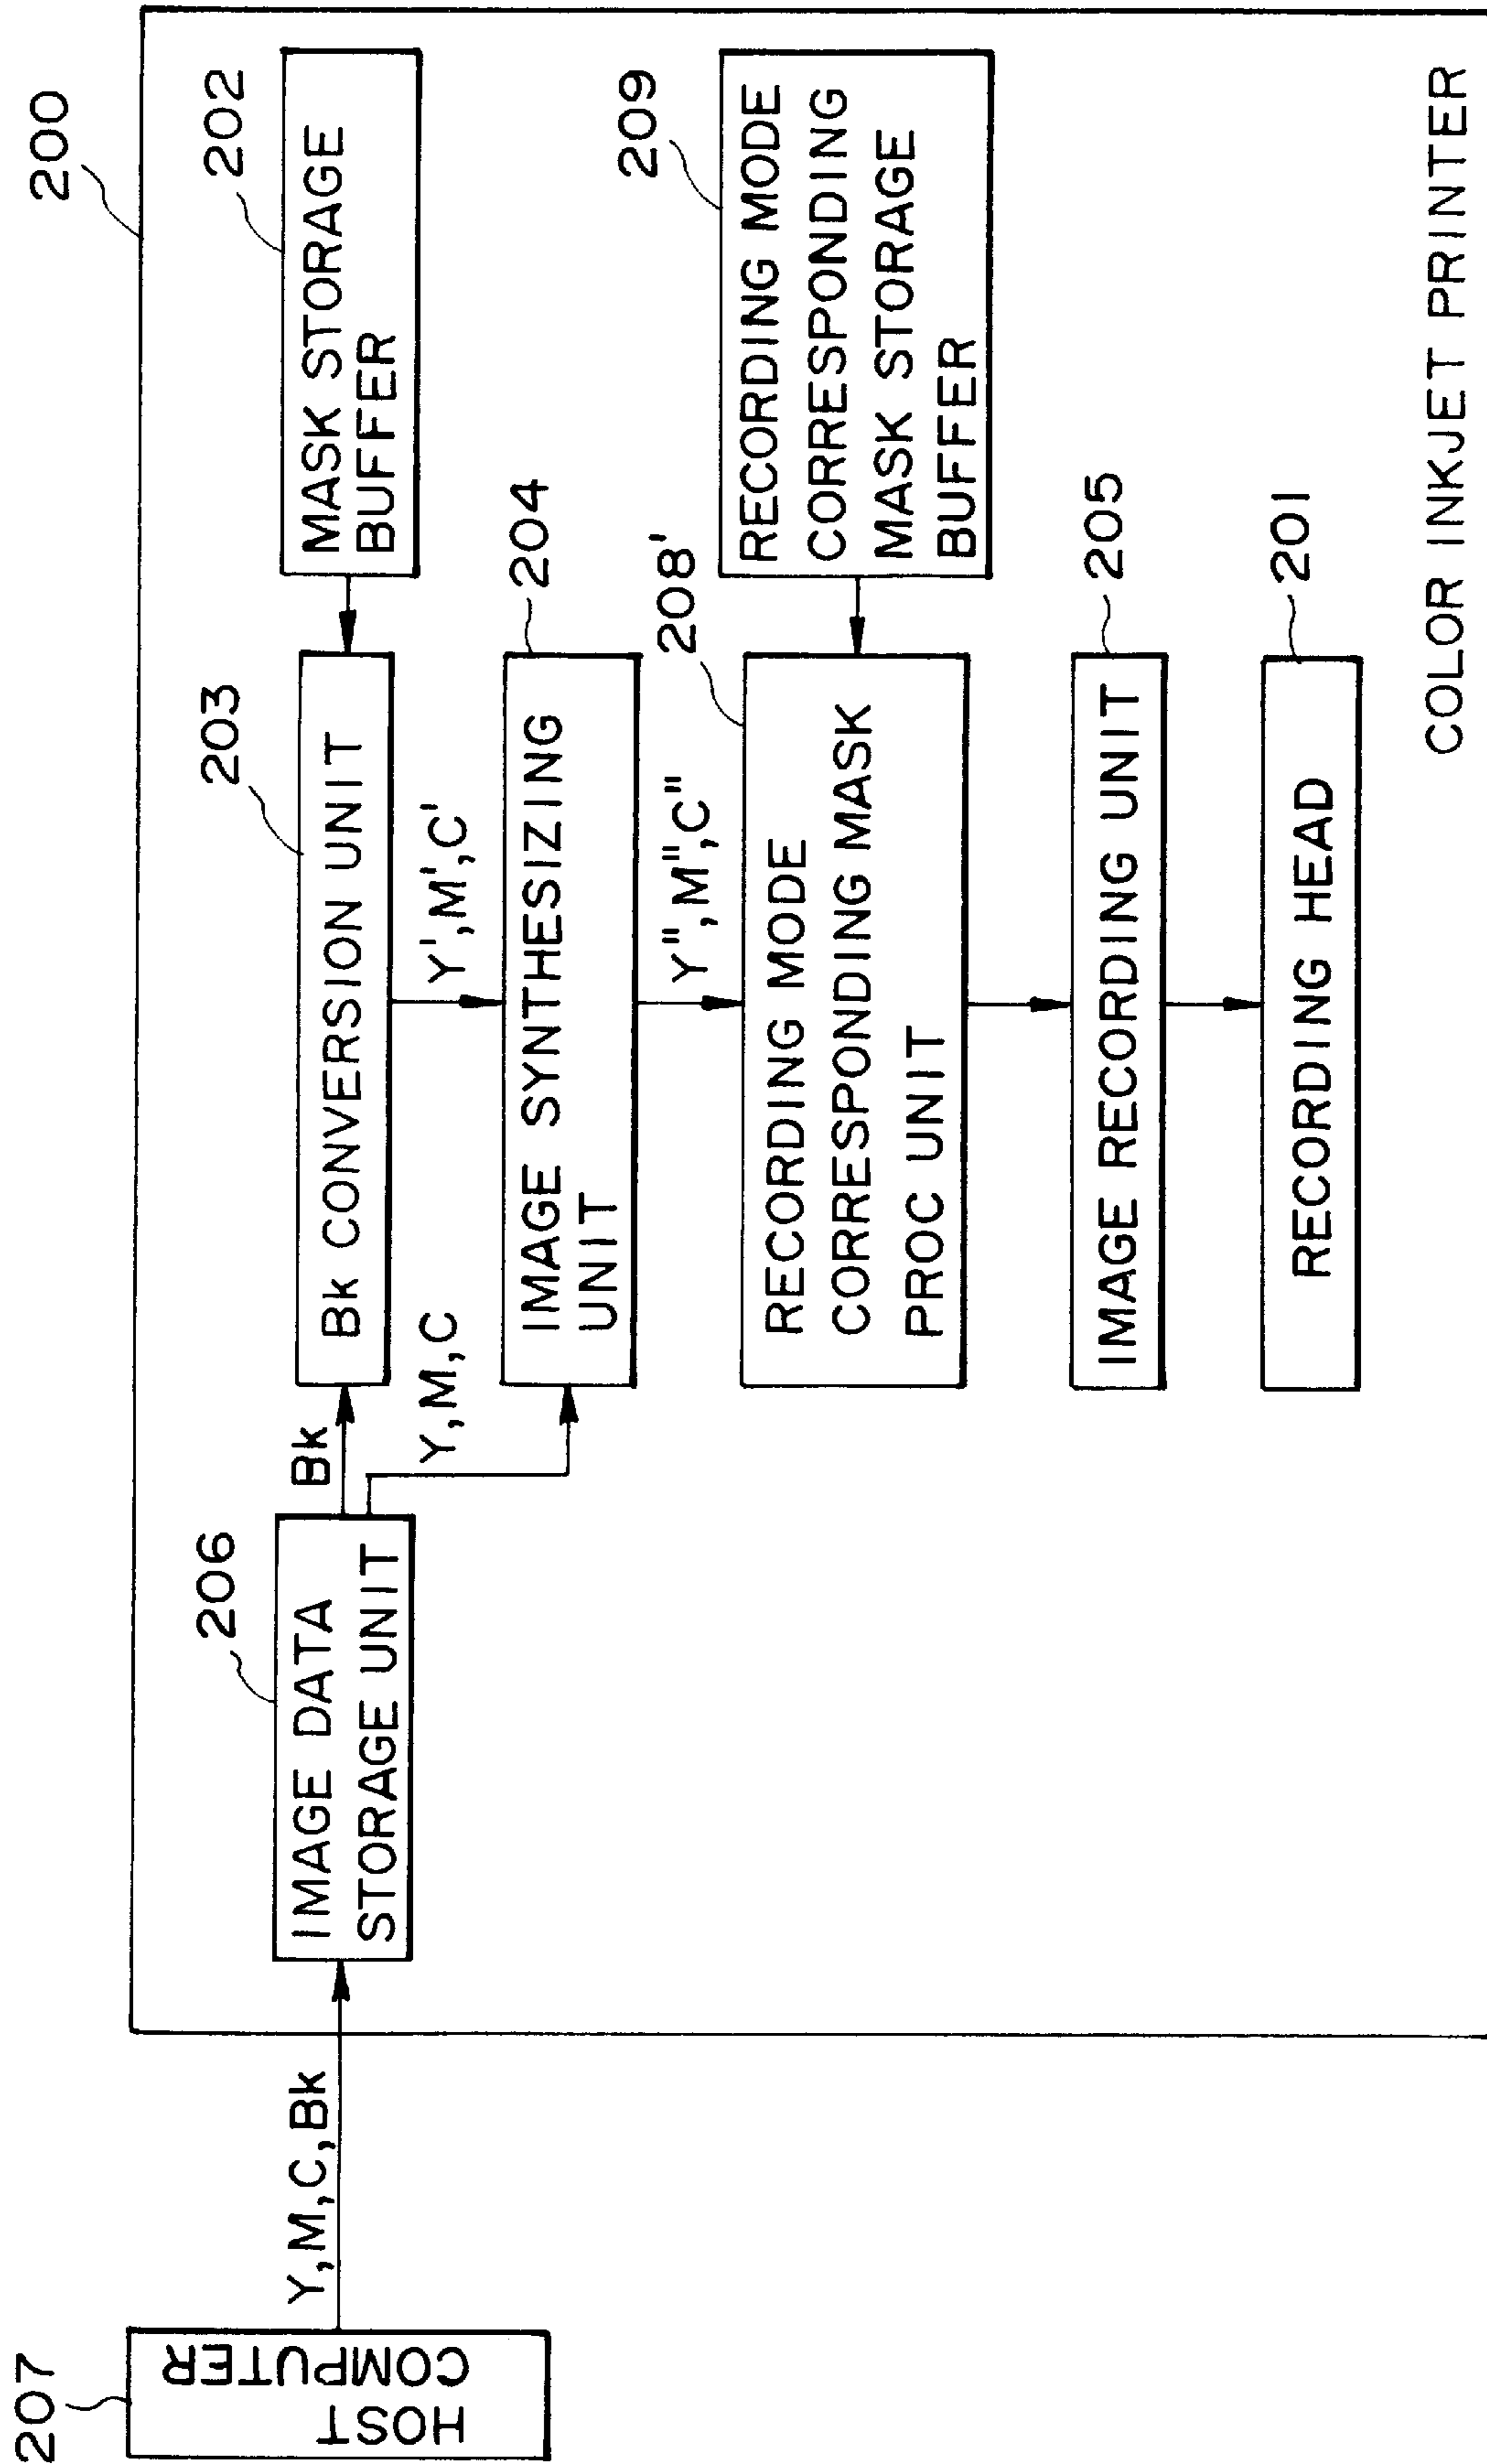 200
207
HOST
COMPUTER
Y,M,C,Bk
206
IMAGE DATA
STORAGE UNIT
Bk
Y,M,C
203
Bk CONVERSION UNIT
202
MASK STORAGE
BUFFER
Y',M',C'
204
IMAGE SYNTHESIZING
UNIT
Y",M",C"
208'
RECORDING MODE
CORRESPONDING MASK
PROC UNIT
209
RECORDING MODE
CORRESPONDING
MASK STORAGE
BUFFER
205
IMAGE RECORDING UNIT
201
RECORDING HEAD
COLOR INKJET PRINTER